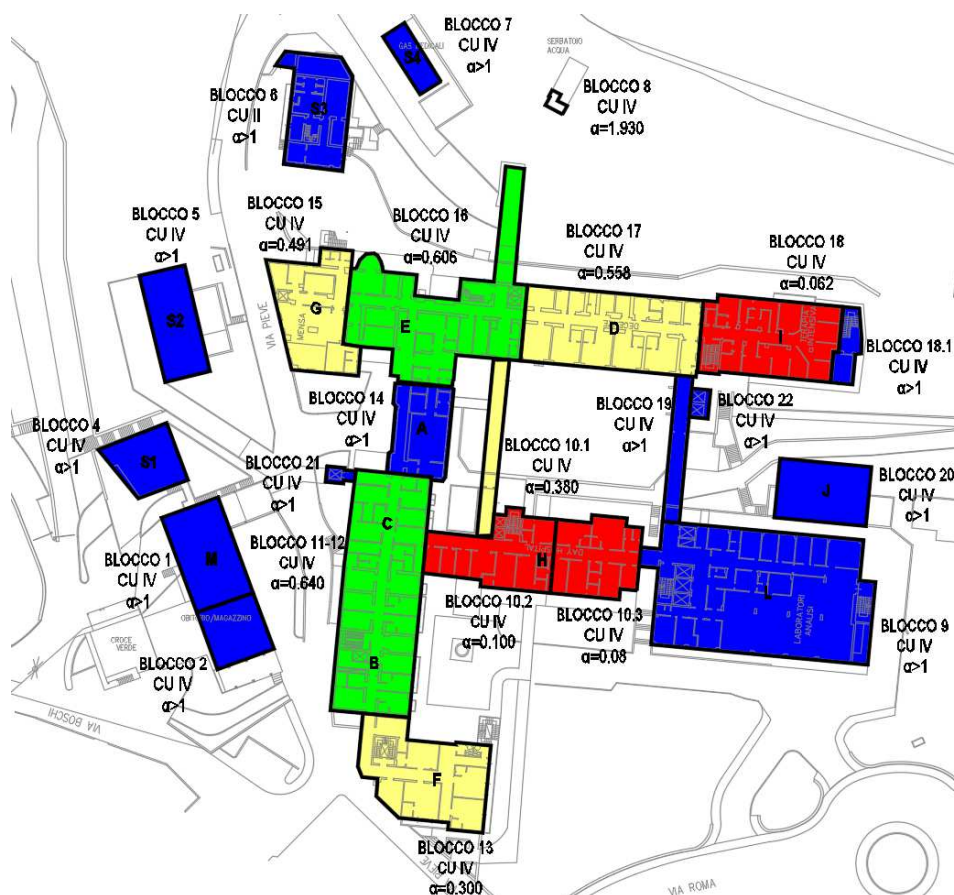 BLOCCO 7
CU IV
α>1
GAS MEDICALI
S4
SERBATOIO
ACQUA
BLOCCO 8
CU IV
α=1.930
BLOCCO 6
CU II
α>1
S3
BLOCCO 5
CU IV
α>1
S2
BLOCCO 15
CU IV
α=0.491
BLOCCO 16
CU IV
α=0.606
BLOCCO 17
CU IV
α=0.558
BLOCCO 18
CU IV
α=0.062
VIA PIEVE
G
MENSA
E
D
I
TERAPIA
INTENSIVA
BLOCCO 18.1
CU IV
α>1
BLOCCO 14
CU IV
α>1
A
BLOCCO 19
CU IV
α>1
BLOCCO 22
CU IV
α>1
BLOCCO 4
CU IV
α>1
S1
BLOCCO 21
CU IV
α>1
BLOCCO 10.1
CU IV
α=0.380
J
BLOCCO 20
CU IV
α>1
C
BLOCCO 11-12
CU IV
α=0.640
BLOCCO 1
CU IV
α>1
M
H
DAY HOSPITAL
L
LABORATORI
ANALISI
BLOCCO 10.2
CU IV
α=0.100
BLOCCO 10.3
CU IV
α=0.08
BLOCCO 9
CU IV
α>1
OBITORIO/MAGAZZINO
CROCE
VERDE
BLOCCO 2
CU IV
α>1
B
VIA BOSCHI
F
BLOCCO 13
CU IV
α=0.300
PIEVE
VIA ROMA